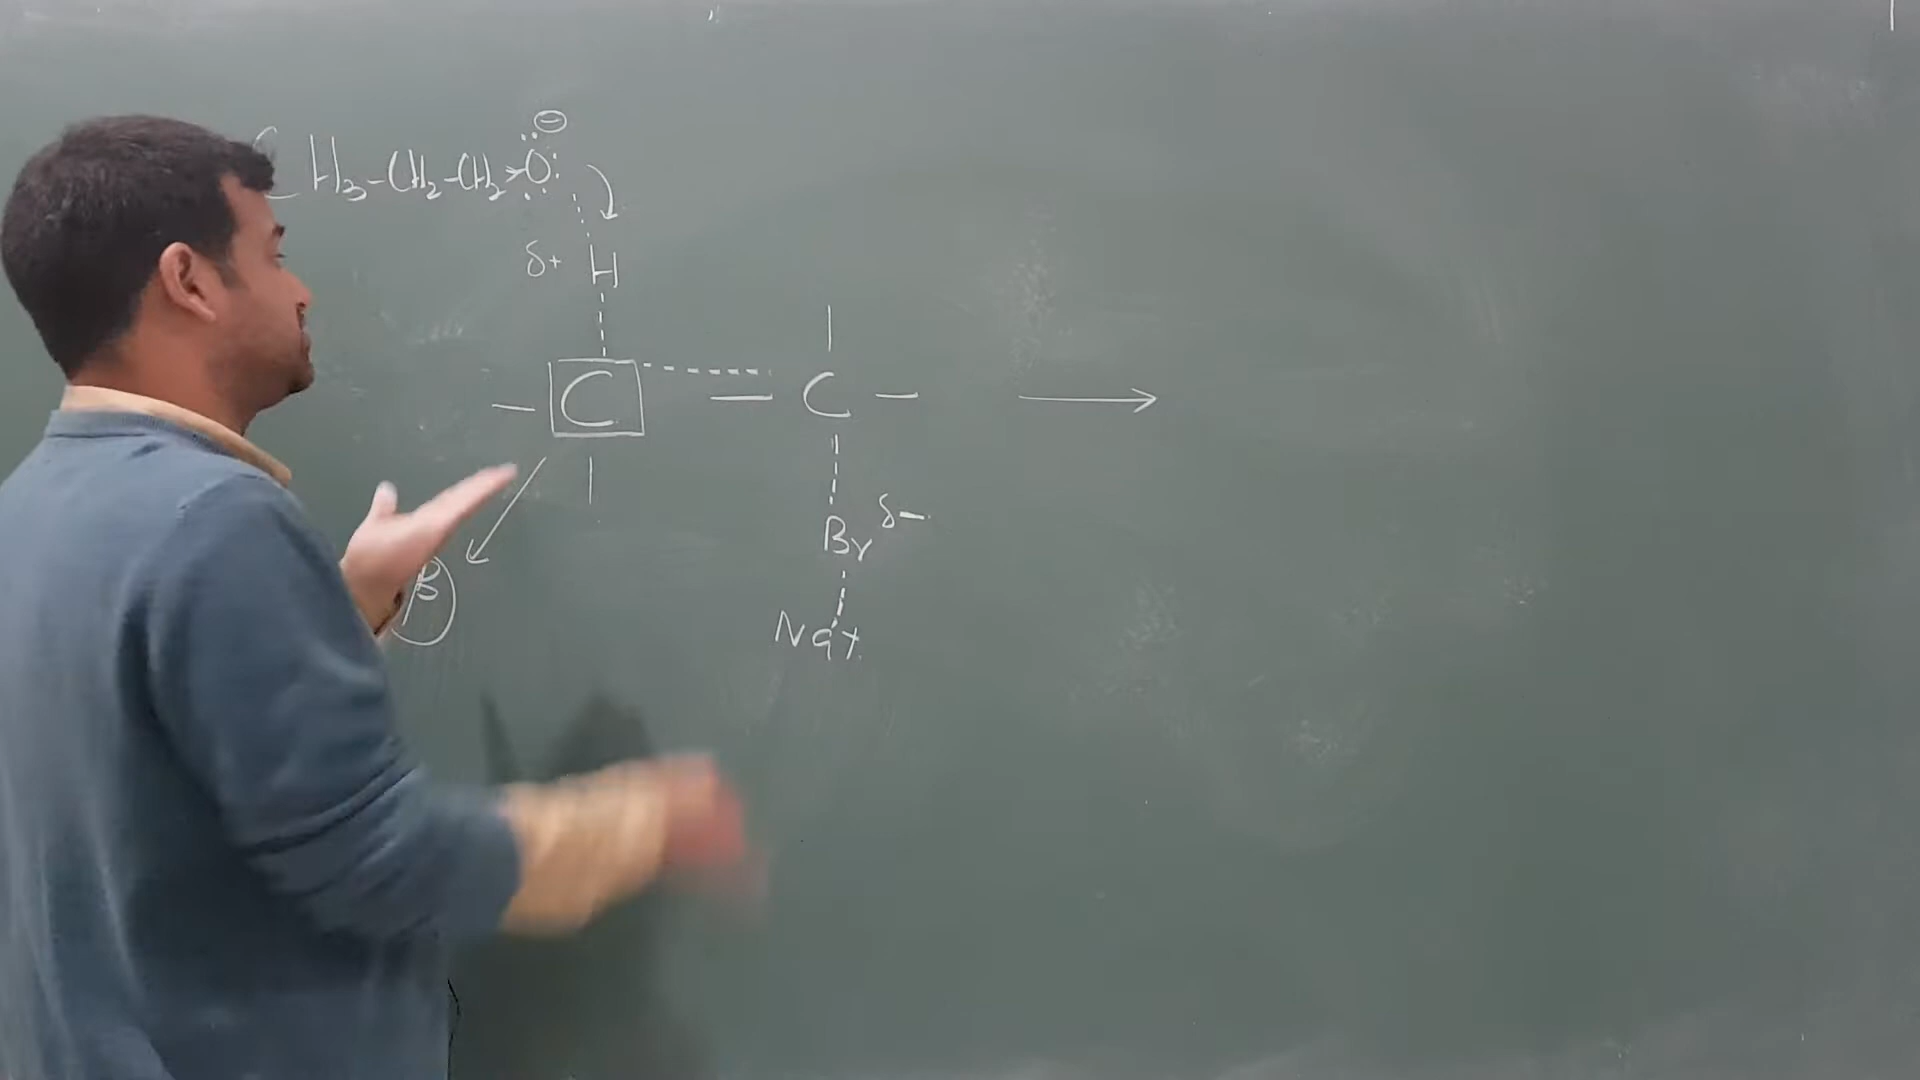 ⊖
CH₃-CH₂-CH₂→Ö:
δ+ H
- C - C - →
Br δ-
β
Na+